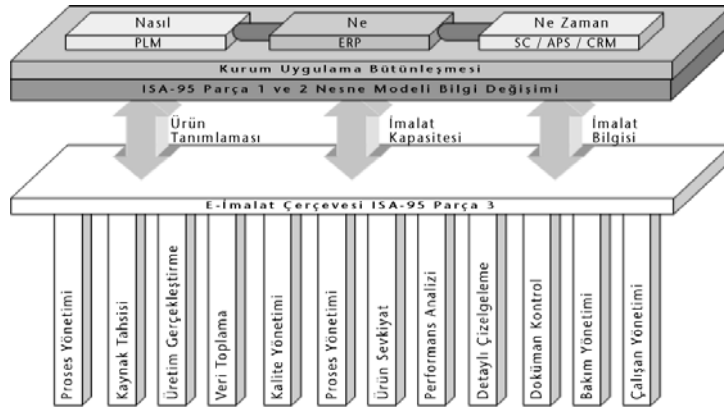 Nasıl
Ne
Ne Zaman
PLM
ERP
SC / APS / CRM
Kurum Uygulama Bütünleşmesi
ISA-95 Parça 1 ve 2 Nesne Modeli Bilgi Değişimi
Ürün
Tanımlaması
İmalat
Kapasitesi
İmalat
Bilgisi
E-İmalat Çerçevesi ISA-95 Parça 3
Proses Yönetimi
Kaynak Tahsisi
Üretim Gerçekleştirme
Veri Toplama
Kalite Yönetimi
Proses Yönetimi
Ürün Sevkiyat
Performans Analizi
Detaylı Çizelgeleme
Doküman Kontrol
Bakım Yönetimi
Çalışan Yönetimi